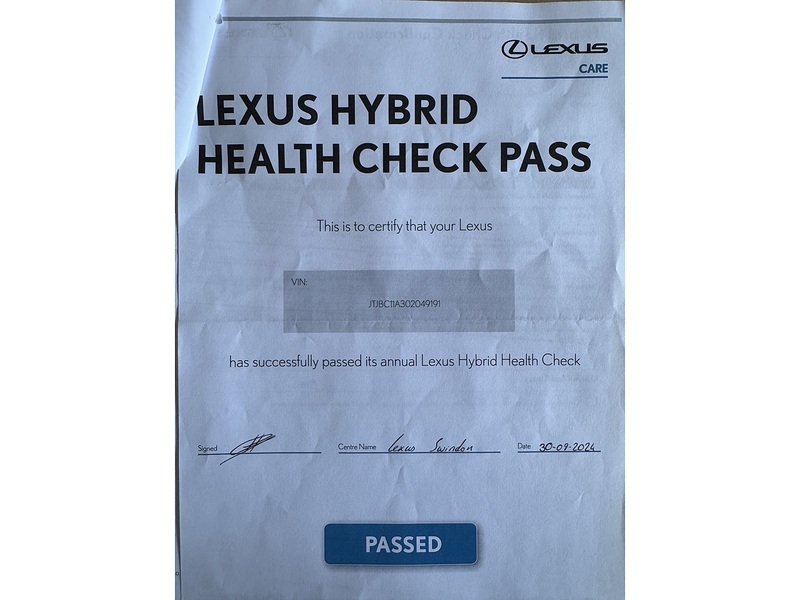 LEXUS
CARE
LEXUS HYBRID
HEALTH CHECK PASS
This is to certify that your Lexus
VIN:
JTJBC11A302049191
has successfully passed its annual Lexus Hybrid Health Check
Signed
Centre Name Lexus Swindon
Date 30-09-2024
PASSED